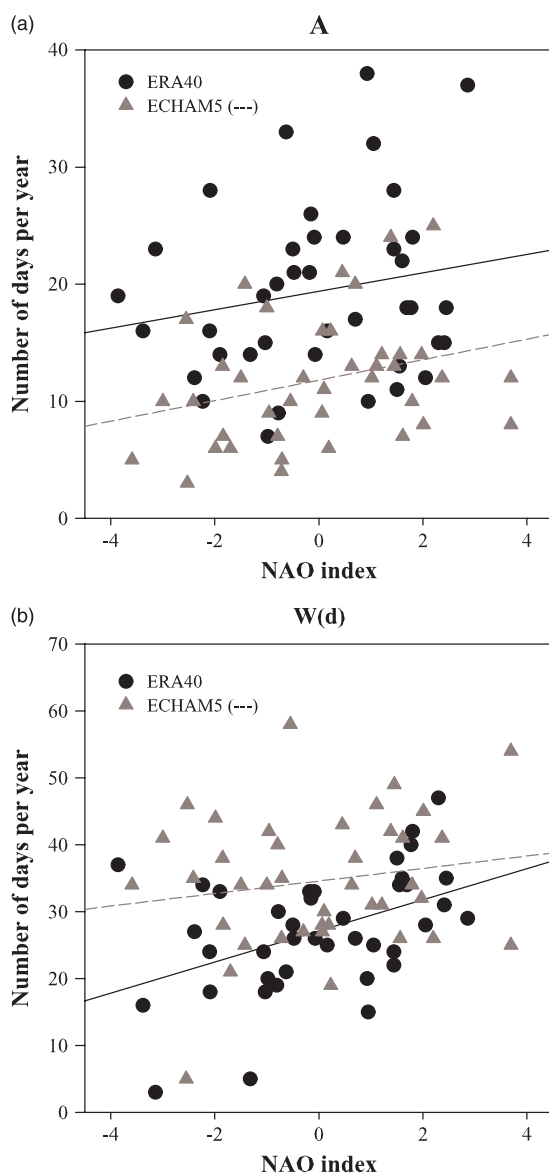 (a)
A
40
30
20
10
0
Number of days per year
ERA40
ECHAM5 (---)
-4
-2
0
2
4
NAO index
(b)
W(d)
70
60
50
40
30
20
10
0
Number of days per year
ERA40
ECHAM5 (---)
-4
-2
0
2
4
NAO index